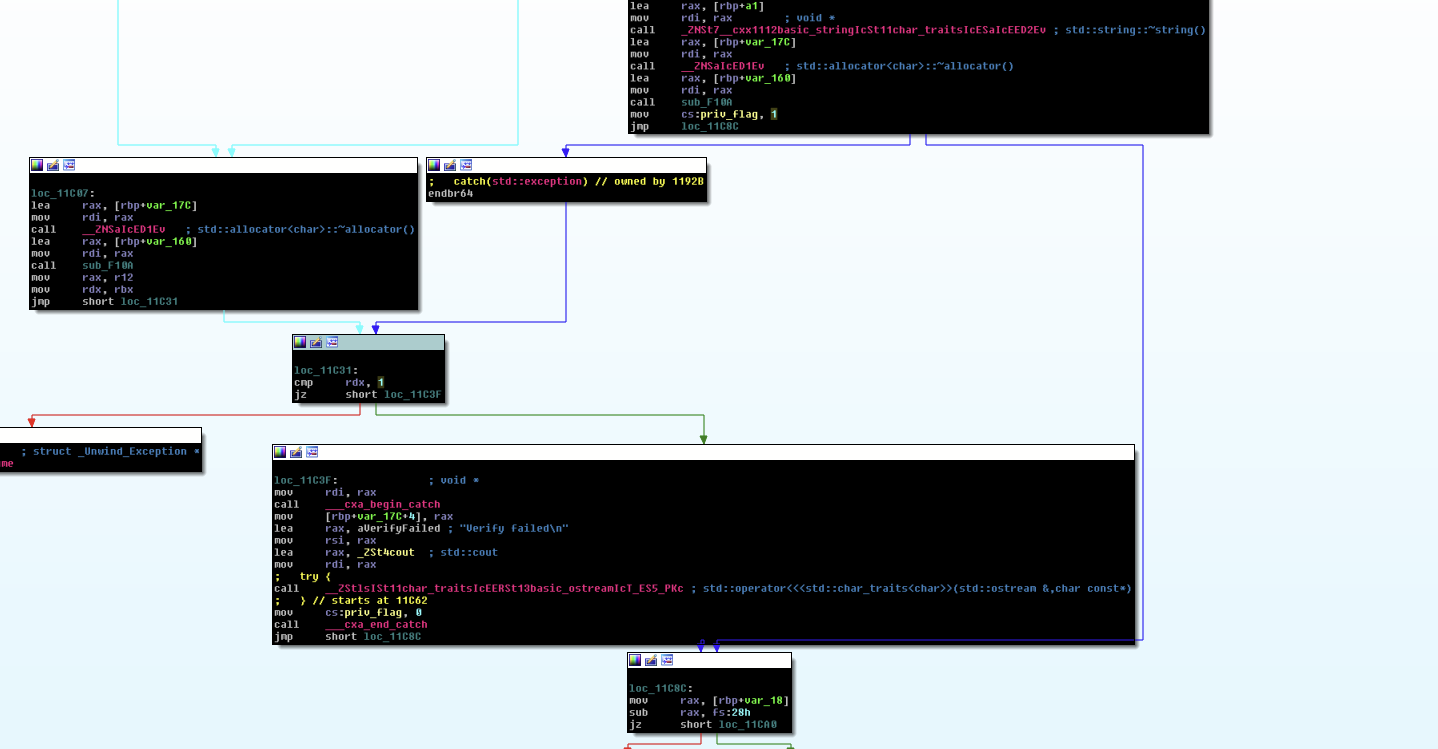 lea rax, [rbp+a1]
mov rdi, rax ; void *
call _ZNSt7__cxx1112basic_stringIcSt11char_traitsIcESaIcEED2Ev ; std::string::~string()
lea rax, [rbp+var_17C]
mov rdi, rax
call __ZNSaIcED1Ev ; std::allocator<char>::~allocator()
lea rax, [rbp+var_160]
mov rdi, rax
call sub_F10A
mov cs:priv_flag, 1
jmp loc_11C8C
loc_11C07:
lea rax, [rbp+var_17C]
mov rdi, rax
call __ZNSaIcED1Ev ; std::allocator<char>::~allocator()
lea rax, [rbp+var_160]
mov rdi, rax
call sub_F10A
mov rax, r12
mov rdx, rbx
jmp short loc_11C31
; catch(std::exception) // owned by 1192B
endbr64
loc_11C31:
cmp rdx, 1
jz short loc_11C3F
; struct _Unwind_Exception *
me
loc_11C3F: ; void *
mov rdi, rax
call ___cxa_begin_catch
mov [rbp+var_17C+4], rax
lea rax, aVerifyFailed ; "Verify failed\n"
mov rsi, rax
lea rax, _ZSt4cout ; std::cout
mov rdi, rax
; try {
call __ZStlsISt11char_traitsIcEERSt13basic_ostreamIcT_ES5_PKc ; std::operator<<<std::char_traits<char>>(std::ostream &,char const*)
; } // starts at 11C62
mov cs:priv_flag, 0
call ___cxa_end_catch
jmp short loc_11C8C
loc_11C8C:
mov rax, [rbp+var_18]
sub rax, fs:28h
jz short loc_11CA0